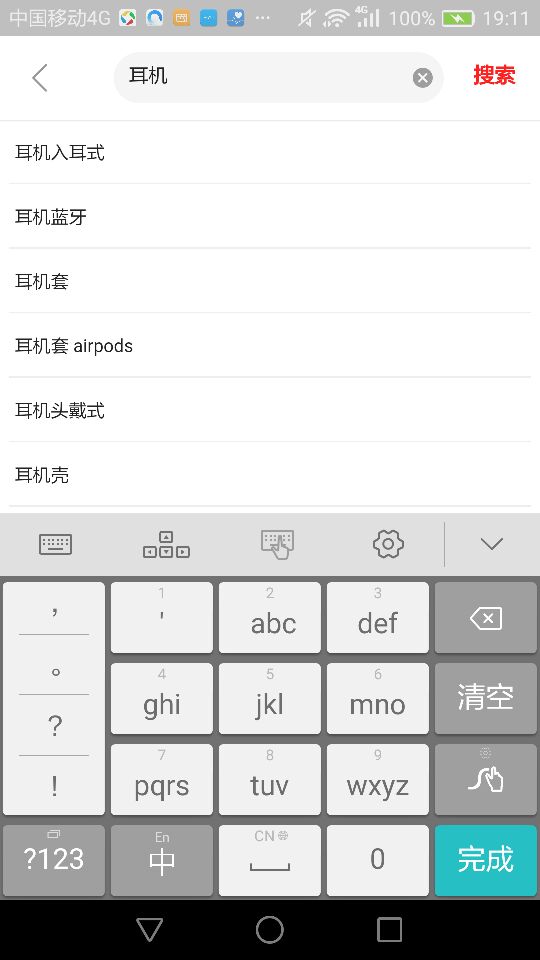 中国移动4G ··· 4G 100% 19:11
耳机 搜索
耳机入耳式
耳机蓝牙
耳机套
耳机套 airpods
耳机头戴式
耳机壳
， 1 2 3
' abc def
。 4 5 6
ghi jkl mno 清空
? 7 8 9
! pqrs tuv wxyz
En CN
?123 中 0 完成